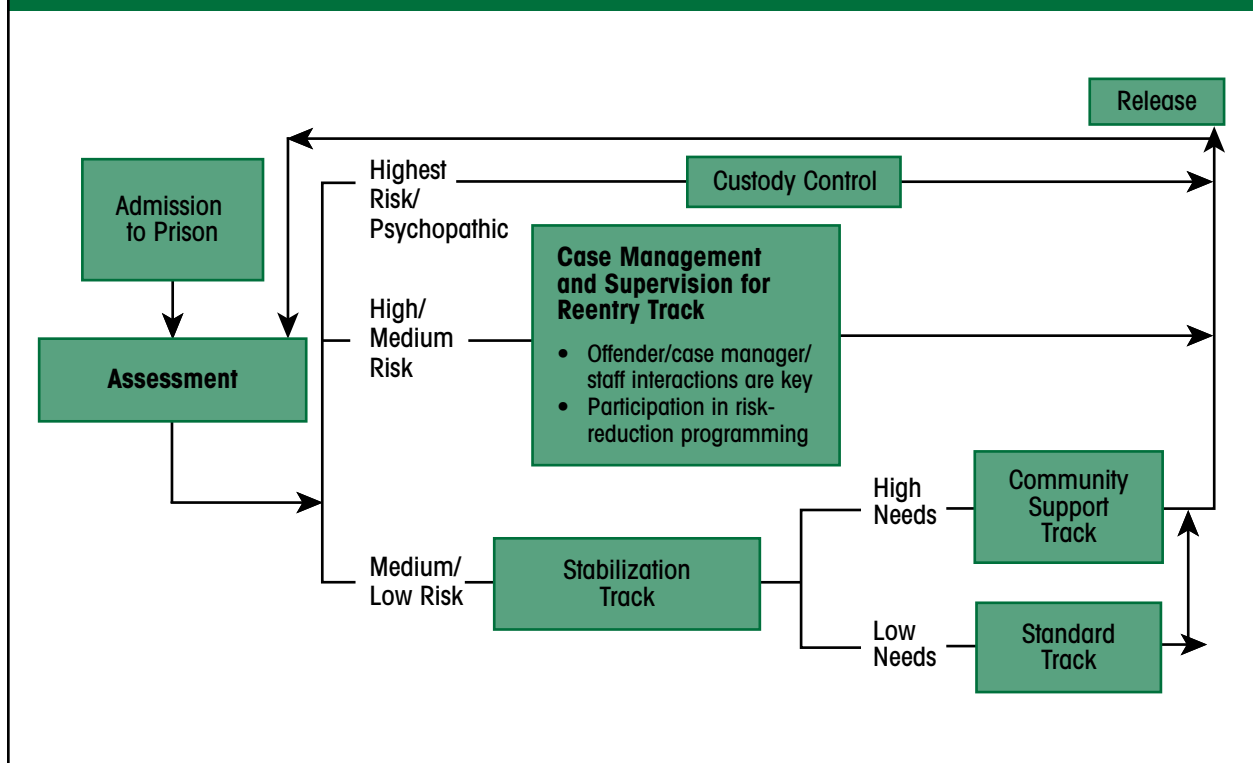 Release
Admission
to Prison
Assessment
Highest
Risk/
Psychopathic
Custody Control
High/
Medium
Risk
Case Management
and Supervision for
Reentry Track
• Offender/case manager/
staff interactions are key
• Participation in risk-
reduction programming
Medium/
Low Risk
Stabilization
Track
High
Needs
Community
Support
Track
Low
Needs
Standard
Track